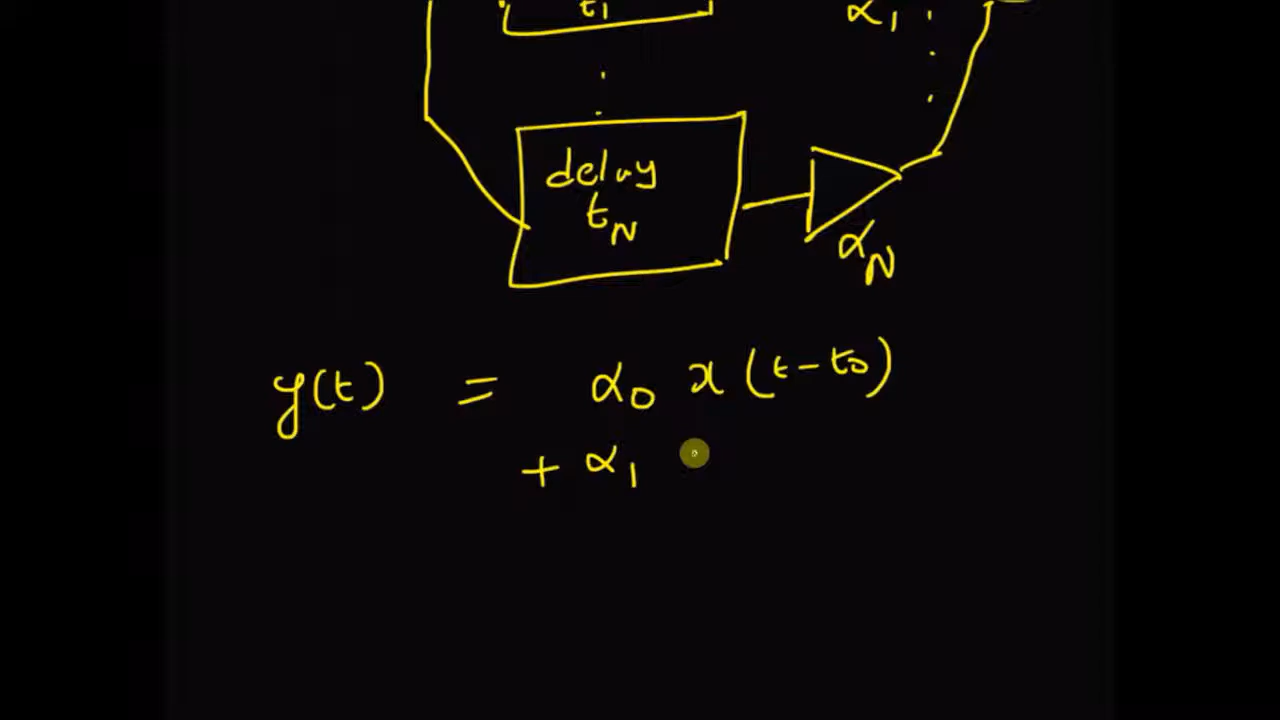 t₁ α₁
delay
t_N
α_N
y(t) = α₀ x(t-t₀)
+ α₁